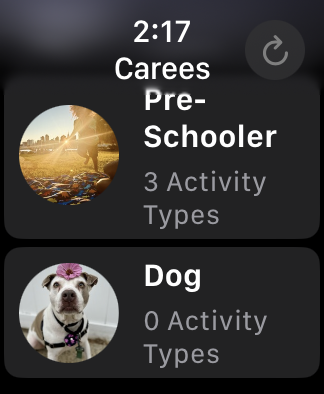 2:17
Carees
Pre-
Schooler
3 Activity
Types
Dog
0 Activity
Types